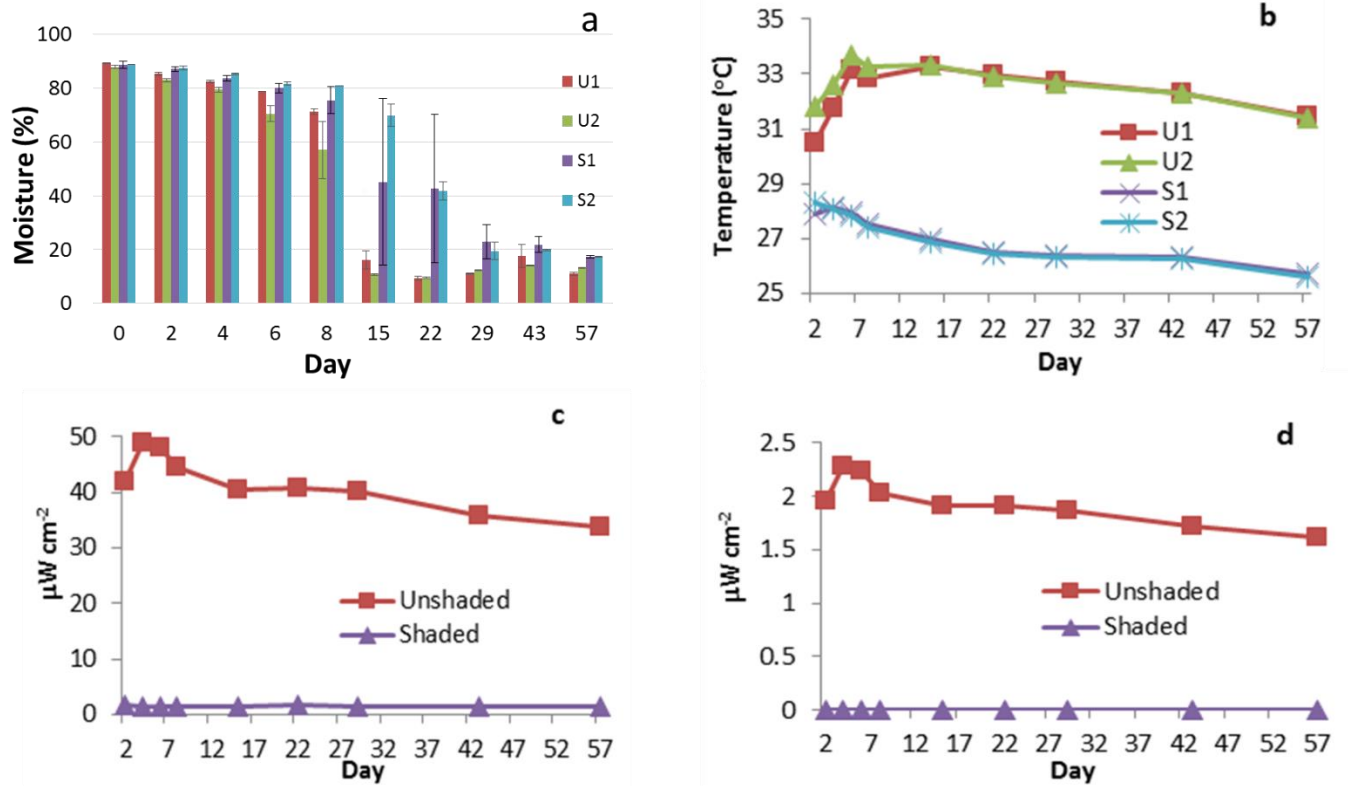 a
100
80
60
40
20
0
Moisture (%)
U1
U2
S1
S2
0 2 4 6 8 15 22 29 43 57
Day
b
35
33
31
29
27
25
Temperature (°C)
U1
U2
S1
S2
2 7 12 17 22 27 32 37 42 47 52 57
Day
c
50
40
30
20
10
0
µW cm-2
Unshaded
Shaded
2 7 12 17 22 27 32 37 42 47 52 57
Day
d
2.5
2
1.5
1
0.5
0
µW cm-2
Unshaded
Shaded
2 7 12 17 22 27 32 37 42 47 52 57
Day